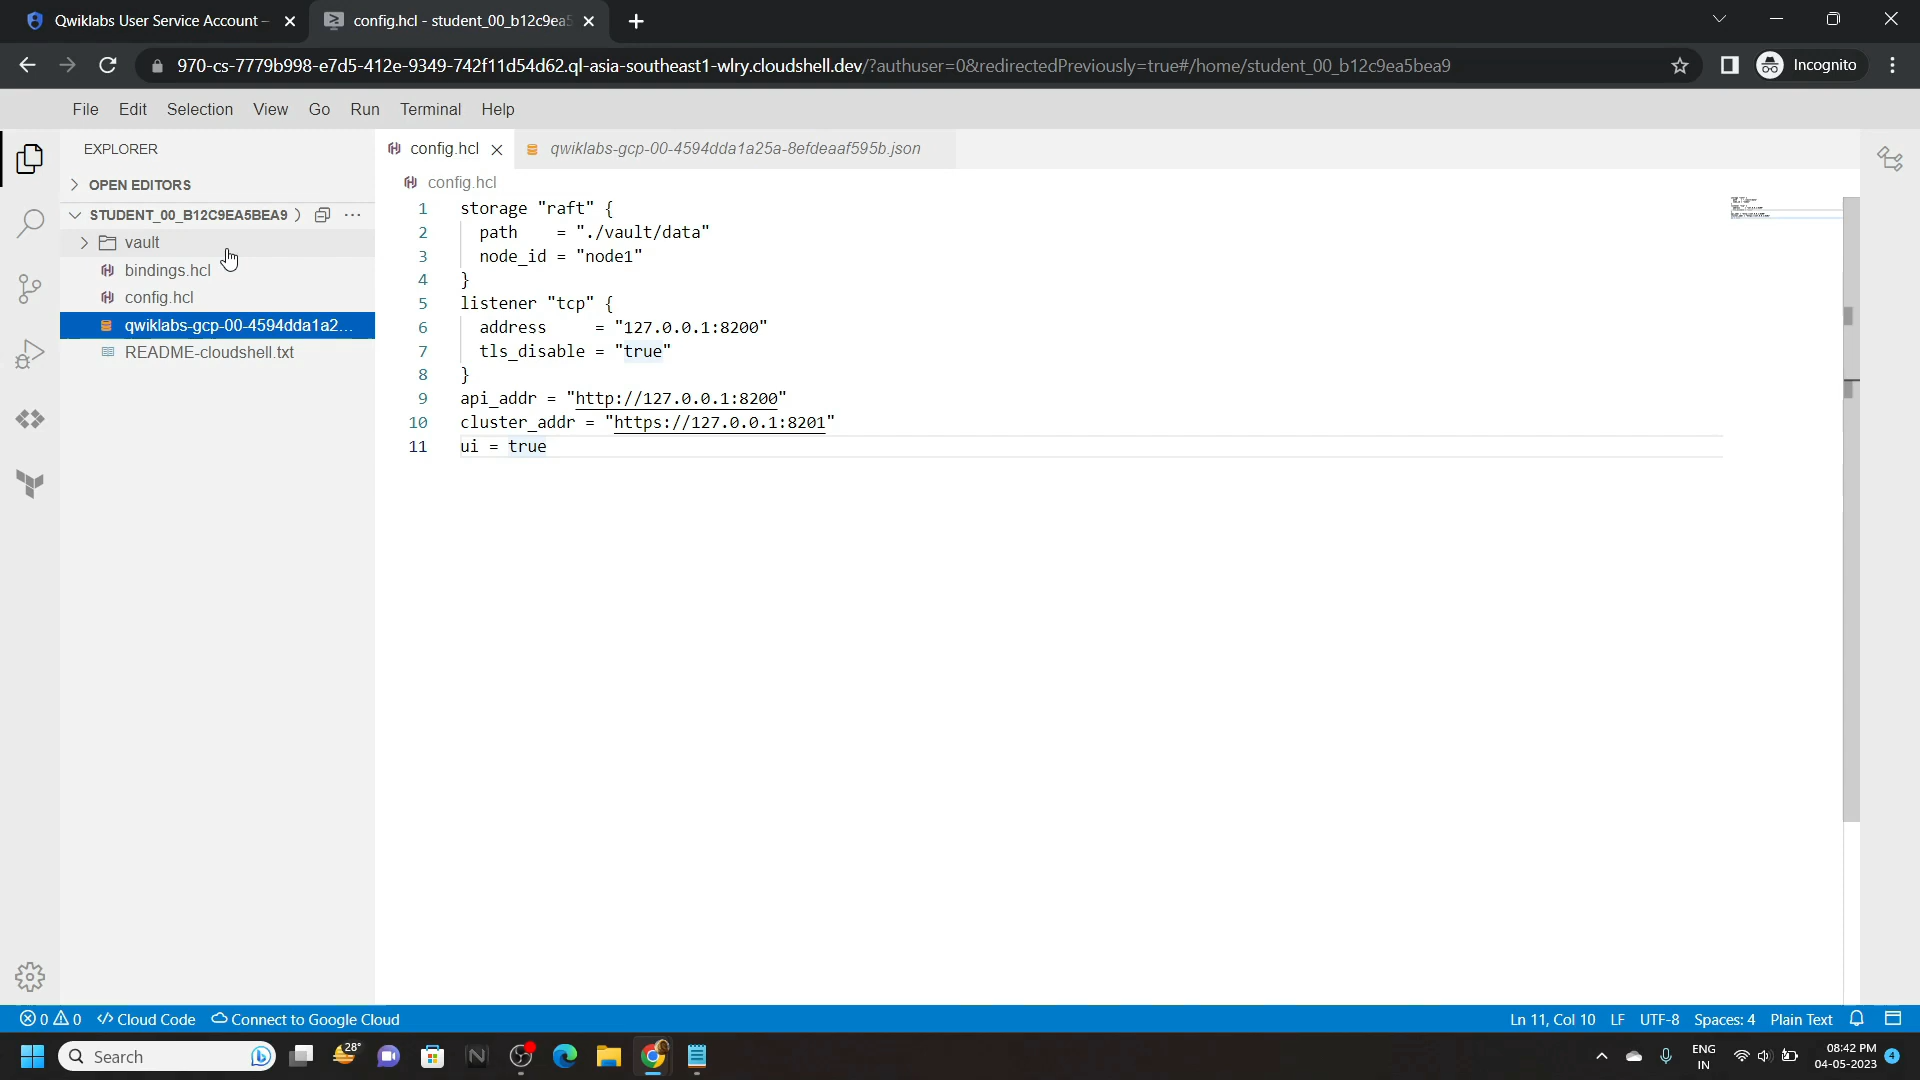 Qwiklabs User Service Account –
config.hcl - student_00_b12c9ea5
970-cs-7779b998-e7d5-412e-9349-742f11d54d62.ql-asia-southeast1-wlry.cloudshell.dev/?authuser=0&redirectedPreviously=true#/home/student_00_b12c9ea5bea9
Incognito
File Edit Selection View Go Run Terminal Help
EXPLORER
OPEN EDITORS
STUDENT_00_B12C9EA5BEA9
vault
bindings.hcl
config.hcl
qwiklabs-gcp-00-4594dda1a2...
README-cloudshell.txt
config.hcl
qwiklabs-gcp-00-4594dda1a25a-8efdeaaf595b.json
config.hcl
1 storage "raft" {
2 path = "./vault/data"
3 node_id = "node1"
4 }
5 listener "tcp" {
6 address = "127.0.0.1:8200"
7 tls_disable = "true"
8 }
9 api_addr = "http://127.0.0.1:8200"
10 cluster_addr = "https://127.0.0.1:8201"
11 ui = true
0 0 </> Cloud Code Connect to Google Cloud
Ln 11, Col 10 LF UTF-8 Spaces: 4 Plain Text
Search
28°
ENG
IN
08:42 PM
04-05-2023
4